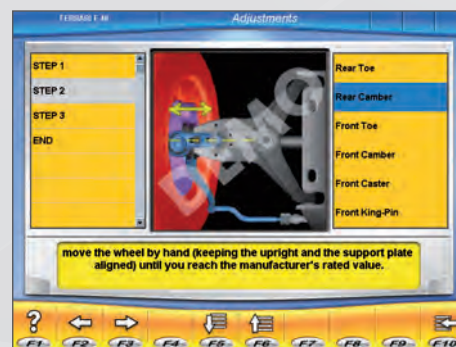 Adjustments
STEP 1
STEP 2
STEP 3
END
DEMO
Rear Toe
Rear Camber
Front Toe
Front Camber
Front Caster
Front King-Pin
move the wheel by hand (keeping the upright and the support plate
aligned) until you reach the manufacturer's rated value.
?
F1 F2 F3 F4 F5 F6 F7 F8 F9 F10